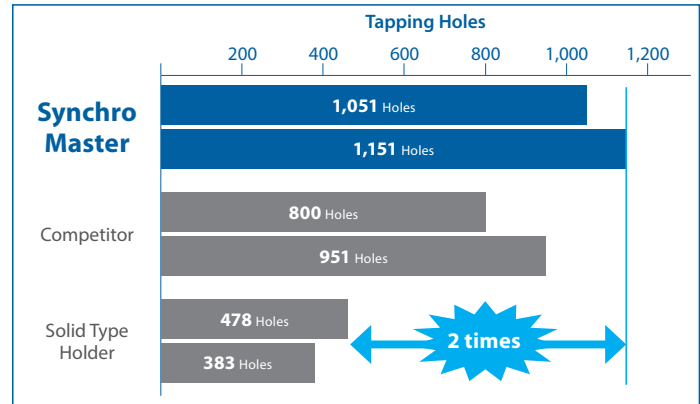 Tapping Holes
200 400 600 800 1,000 1,200
Synchro
Master
1,051 Holes
1,151 Holes
Competitor
800 Holes
951 Holes
Solid Type
Holder
478 Holes
383 Holes
2 times